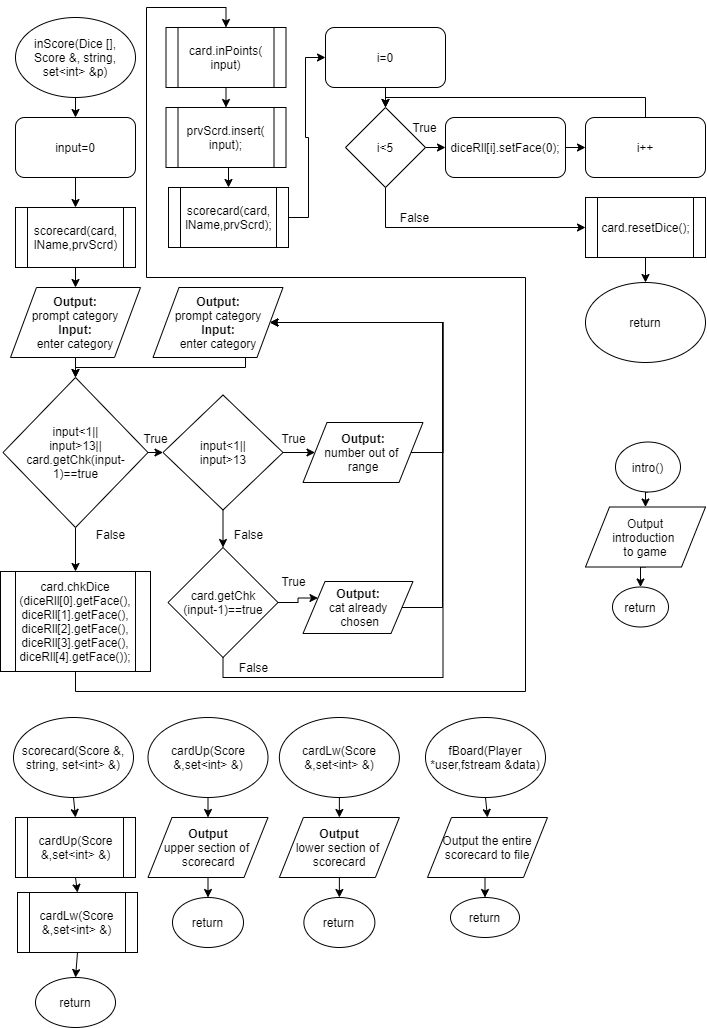 inScore(Dice [],
Score &, string,
set<int> &p)
input=0
scorecard(card,
lName,prvScrd)
Output:
prompt category
Input:
enter category
Output:
prompt category
Input:
enter category
input<1||
input>13||
card.getChk(input-
1)==true
True
False
input<1||
input>13
True
False
Output:
number out of
range
card.getChk
(input-1)==true
True
False
Output:
cat already
chosen
card.chkDice
(diceRll[0].getFace(),
diceRll[1].getFace(),
diceRll[2].getFace(),
diceRll[3].getFace(),
diceRll[4].getFace());
card.inPoints(
input)
prvScrd.insert(
input);
scorecard(card,
lName,prvScrd);
i=0
i<5
True
False
diceRll[i].setFace(0);
i++
card.resetDice();
return
intro()
Output
introduction
to game
return
scorecard(Score &,
string, set<int> &)
cardUp(Score
&,set<int> &)
cardLw(Score
&,set<int> &)
return
cardUp(Score
&,set<int> &)
Output
upper section of
scorecard
return
cardLw(Score
&,set<int> &)
Output
lower section of
scorecard
return
fBoard(Player
*user,fstream &data)
Output the entire
scorecard to file
return